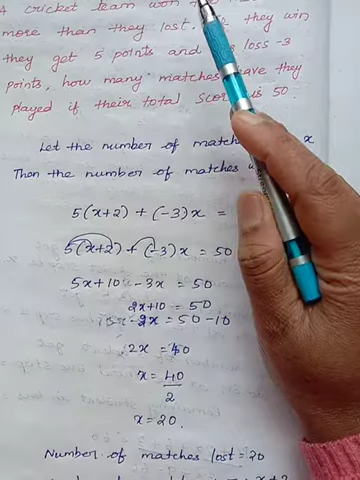 A cricket team won
more than they lost. they win
they get 5 points and loss -3
points, how many matches have they
played if their total score is 50.
Let the number of match x
Then the number of matches
5(x+2) + (-3)x =
5(x+2) + (-3)x = 50
5x+10 -3x = 50
2x+10 = 50
2x = 50 -10
2x = 40
x = 40
2
x = 20.
Number of matches lost = 20